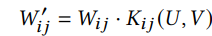 W′ij = Wij · Kij(U, V)